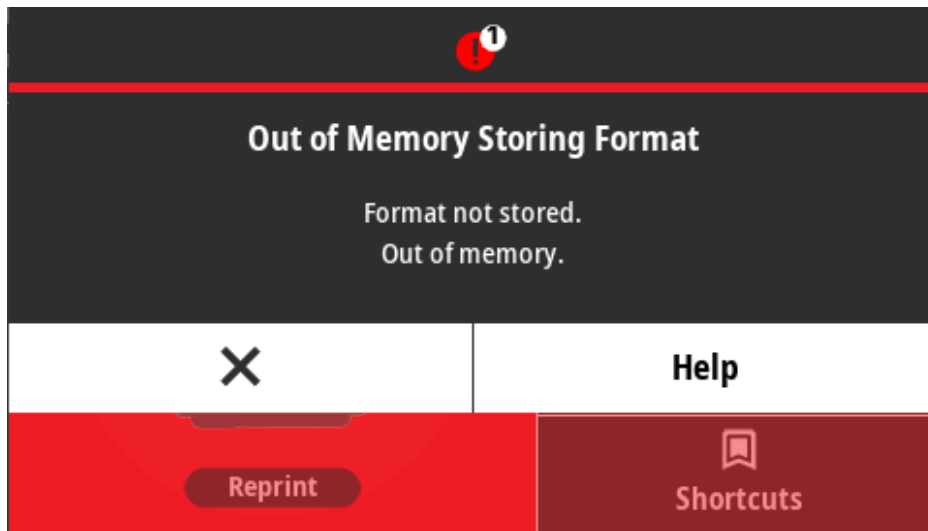 1
Out of Memory Storing Format
Format not stored.
Out of memory.
Help
Reprint
Shortcuts